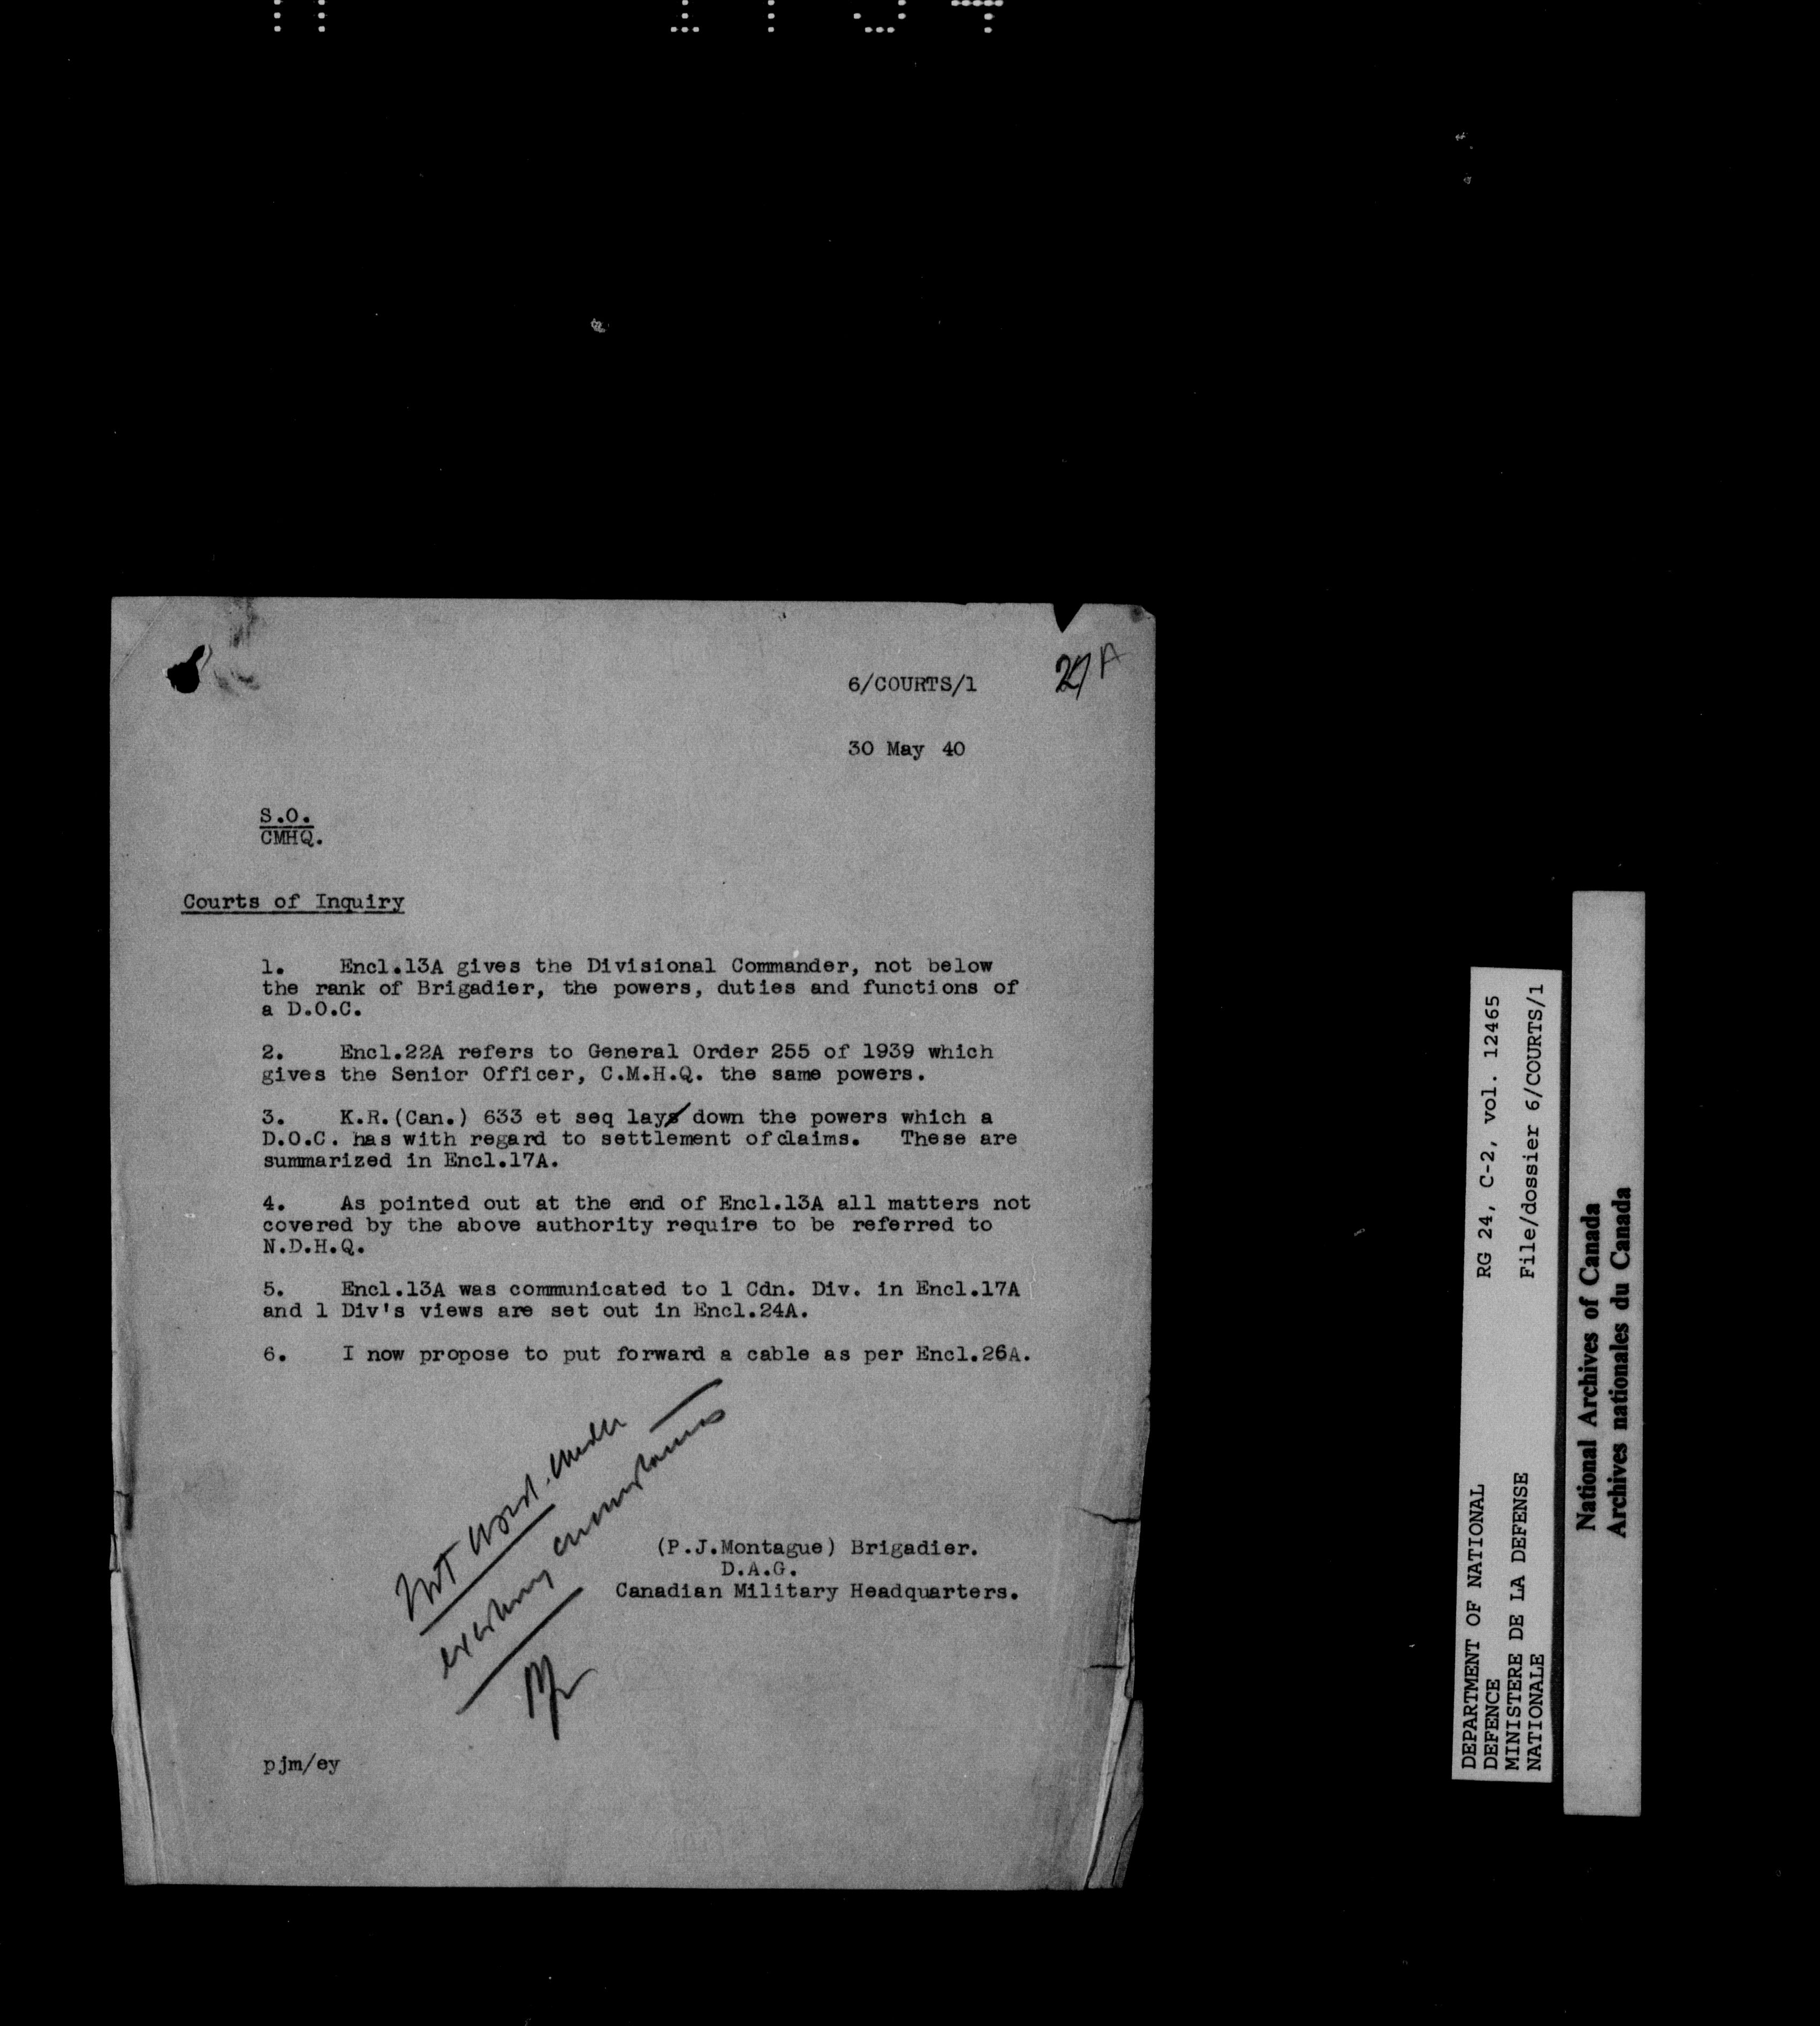 6/COURTS/1
27A
30 May 40
S.O.
CMHQ.
Courts of Inquiry
1. Encl.13A gives the Divisional Commander, not below
the rank of Brigadier, the powers, duties and functions of
a D.O.C.
2. Encl.22A refers to General Order 255 of 1939 which
gives the Senior Officer, C.M.H.Q. the same powers.
3. K.R.(Can.) 633 et seq lay down the powers which a
D.O.C. has with regard to settlement of claims. These are
summarized in Encl.17A.
4. As pointed out at the end of Encl.13A all matters not
covered by the above authority require to be referred to
N.D.H.Q.
5. Encl.13A was communicated to 1 Cdn. Div. in Encl.17A
and 1 Div's views are set out in Encl.24A.
6. I now propose to put forward a cable as per Encl.26A.
Not under
existing circumstances
(P.J.Montague) Brigadier.
D.A.G.
Canadian Military Headquarters.
pjm/ey
DEPARTMENT OF NATIONAL
DEFENCE
MINISTERE DE LA DEFENSE
NATIONALE
RG 24, C-2, vol. 12465
File/dossier 6/COURTS/1
National Archives of Canada
Archives nationales du Canada